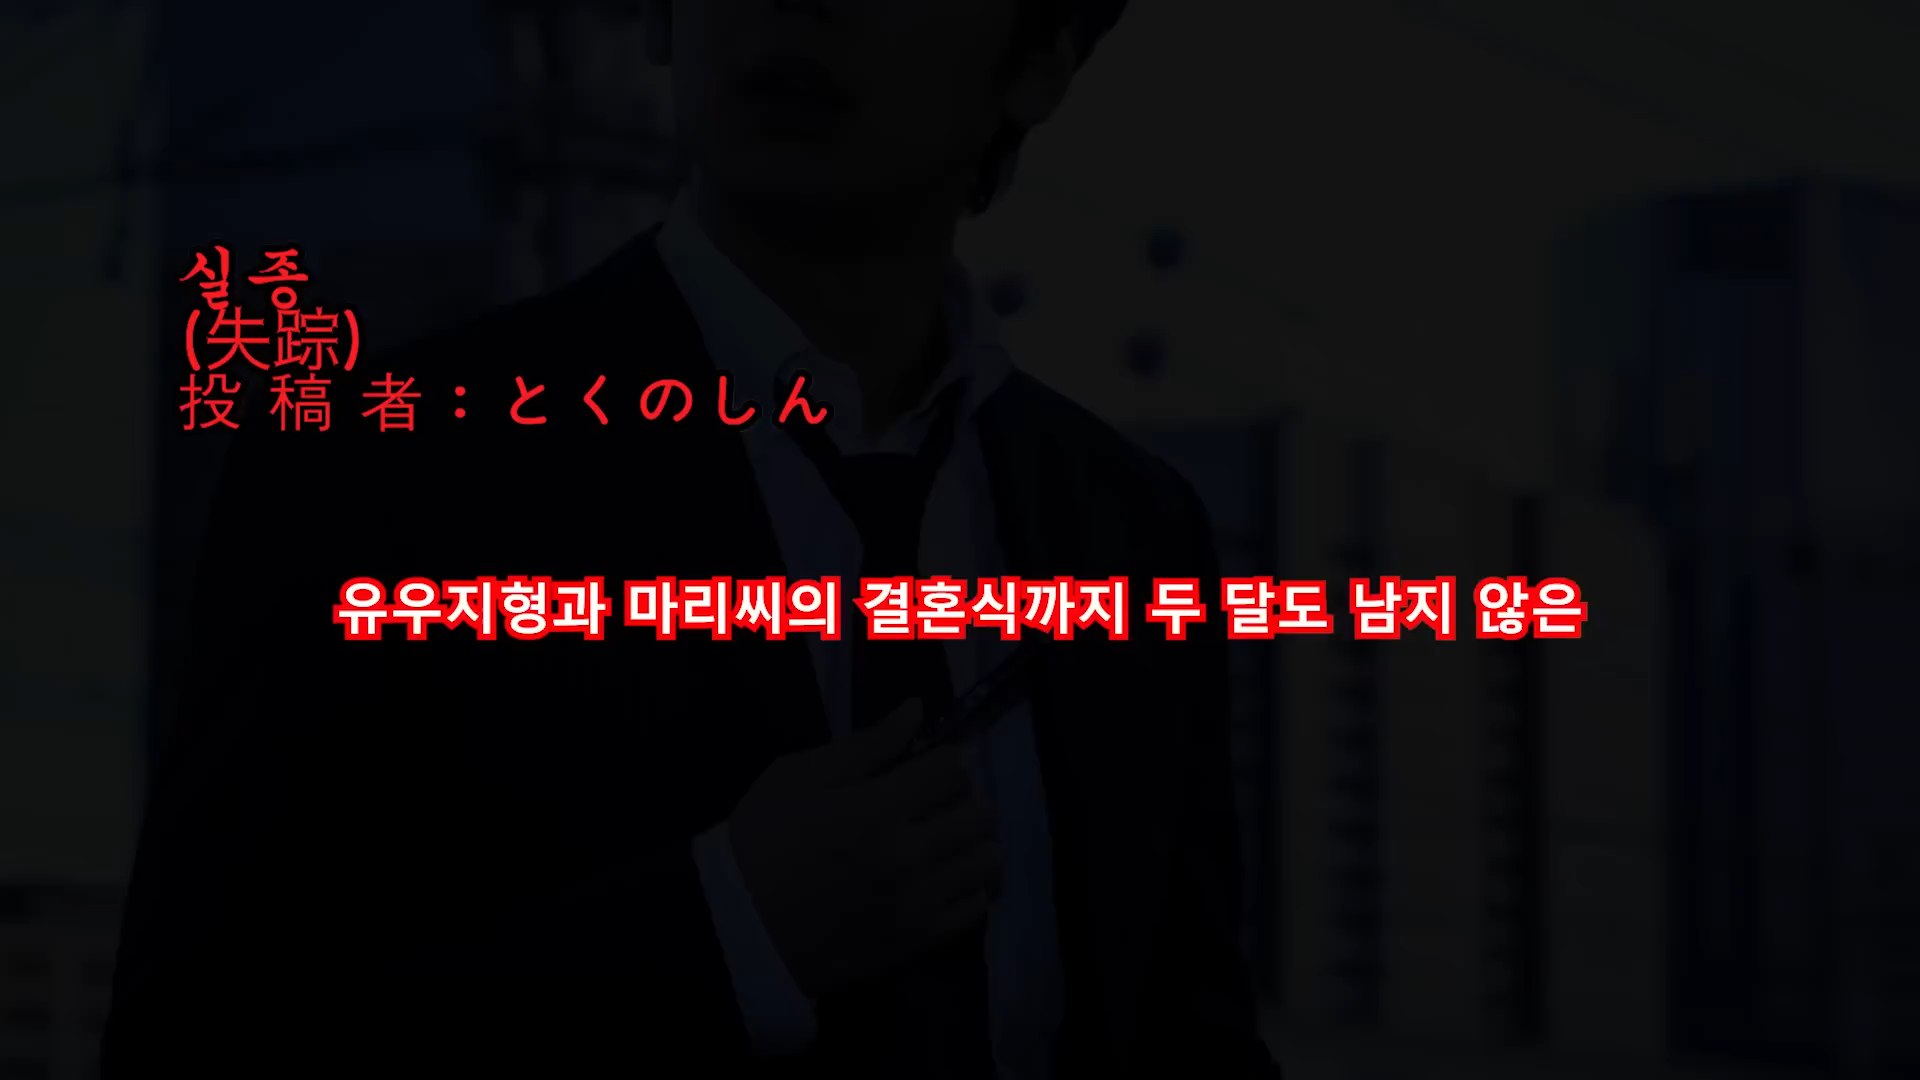 실종
(失踪)
投稿者：とくのしん
유우지형과 마리씨의 결혼식까지 두 달도 남지 않은